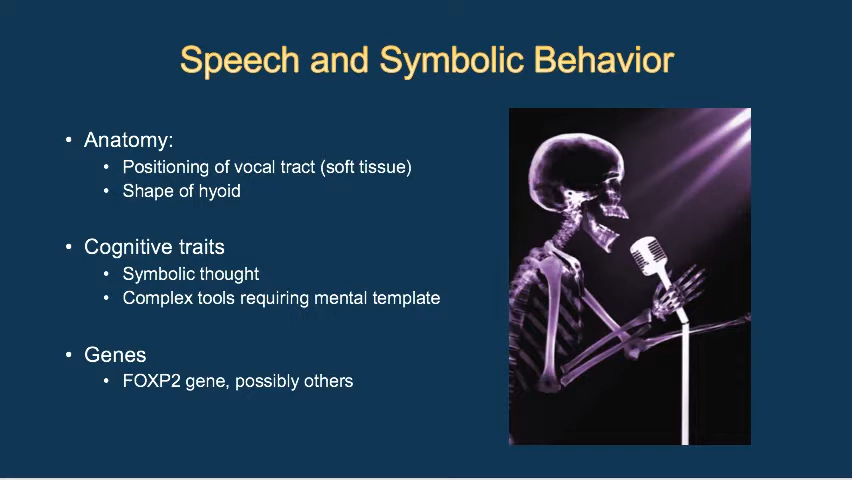 Speech and Symbolic Behavior
• Anatomy:
• Positioning of vocal tract (soft tissue)
• Shape of hyoid
• Cognitive traits
• Symbolic thought
• Complex tools requiring mental template
• Genes
• FOXP2 gene, possibly others